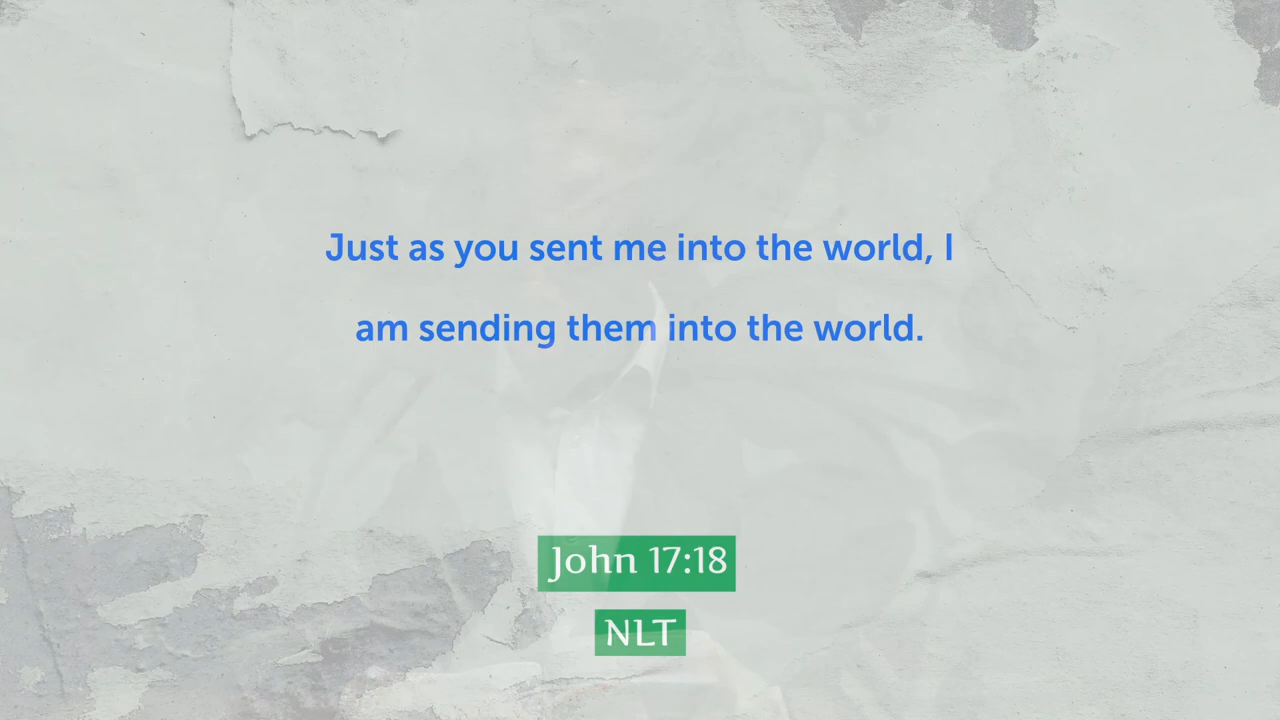 Just as you sent me into the world, I
am sending them into the world.
John 17:18
NLT